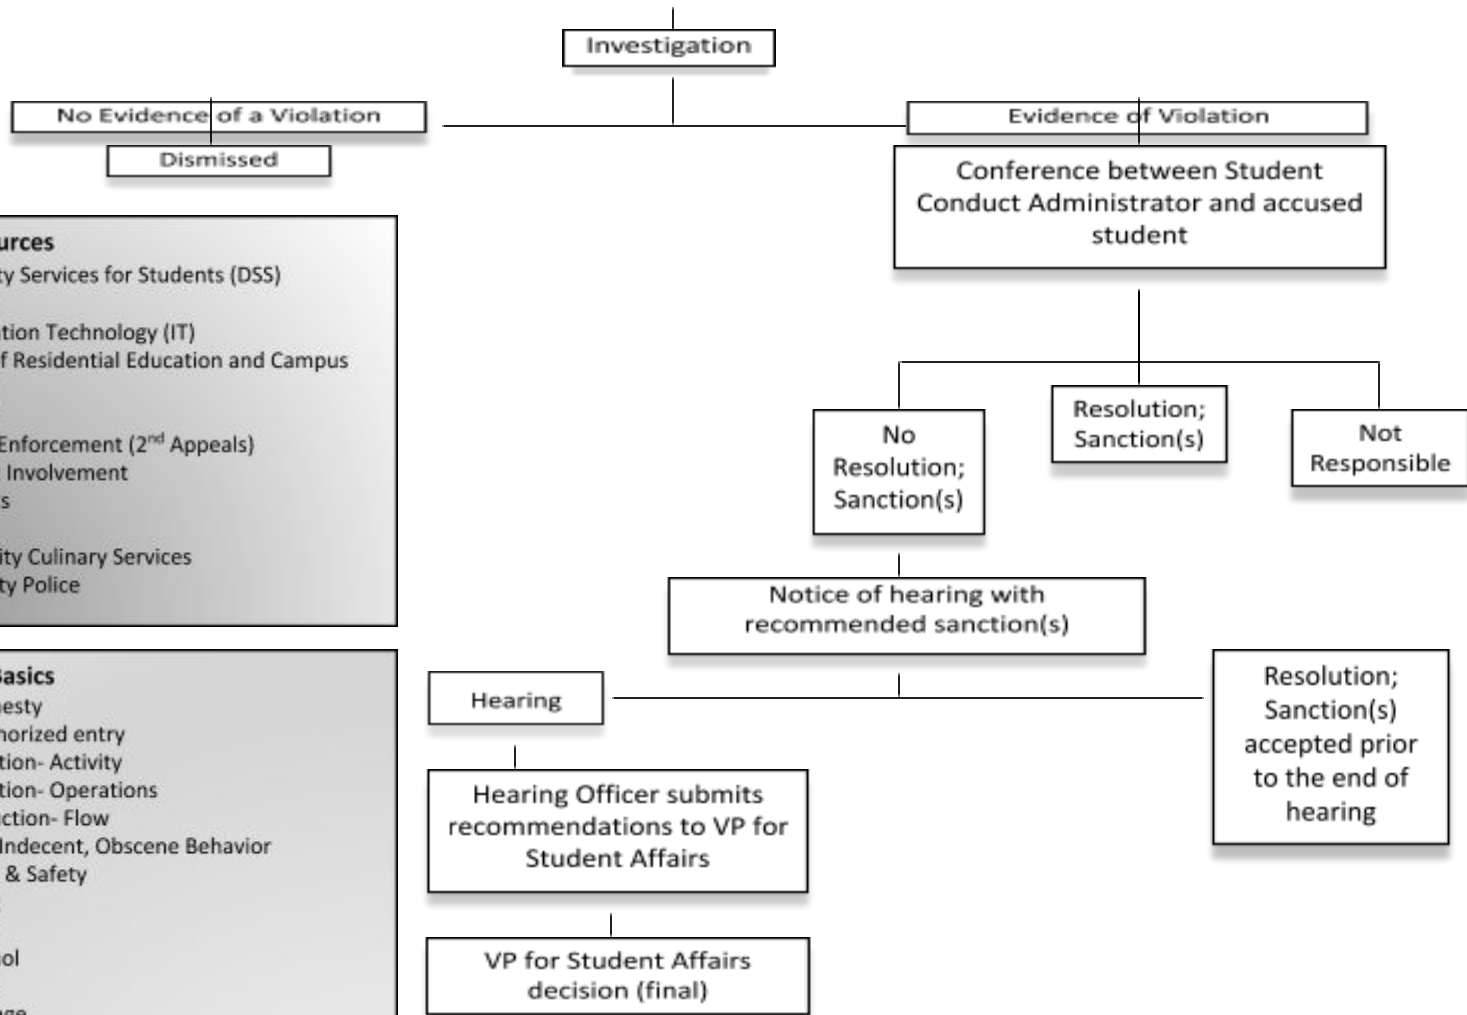 Investigation
No Evidence of a Violation
Evidence of Violation
Dismissed
Conference between Student
Conduct Administrator and accused
student
No
Resolution;
Sanction(s)
Resolution;
Sanction(s)
Not
Responsible
Notice of hearing with
recommended sanction(s)
Hearing
Resolution;
Sanction(s)
accepted prior
to the end of
hearing
Hearing Officer submits
recommendations to VP for
Student Affairs
VP for Student Affairs
decision (final)
urces
ty Services for Students (DSS)
tion Technology (IT)
f Residential Education and Campus
Enforcement (2nd Appeals)
Involvement
s
ity Culinary Services
ty Police
Basics
esty
horized entry
tion- Activity
tion- Operations
uction- Flow
Indecent, Obscene Behavior
& Safety
ol